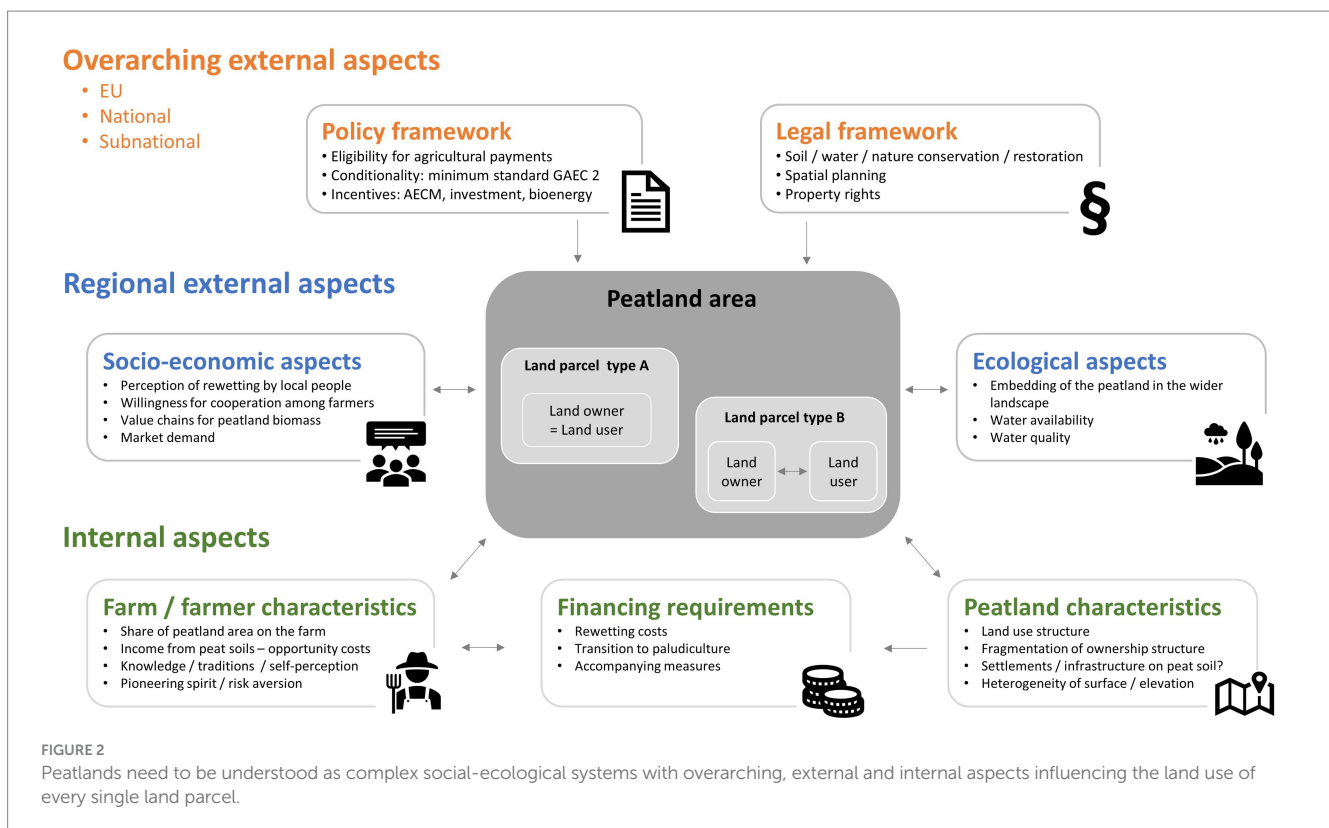 Overarching external aspects
• EU
• National
• Subnational
Policy framework
• Eligibility for agricultural payments
• Conditionality: minimum standard GAEC 2
• Incentives: AECM, investment, bioenergy
Legal framework
• Soil / water / nature conservation / restoration
• Spatial planning
• Property rights
§
Regional external aspects
Socio-economic aspects
• Perception of rewetting by local people
• Willingness for cooperation among farmers
• Value chains for peatland biomass
• Market demand
Peatland area
Land parcel type A
Land owner
= Land user
Land parcel type B
Land
owner
Land
user
Ecological aspects
• Embedding of the peatland in the wider
landscape
• Water availability
• Water quality
Internal aspects
Farm / farmer characteristics
• Share of peatland area on the farm
• Income from peat soils – opportunity costs
• Knowledge / traditions / self-perception
• Pioneering spirit / risk aversion
Financing requirements
• Rewetting costs
• Transition to paludiculture
• Accompanying measures
Peatland characteristics
• Land use structure
• Fragmentation of ownership structure
• Settlements / infrastructure on peat soil?
• Heterogeneity of surface / elevation
FIGURE 2
Peatlands need to be understood as complex social-ecological systems with overarching, external and internal aspects influencing the land use of
every single land parcel.